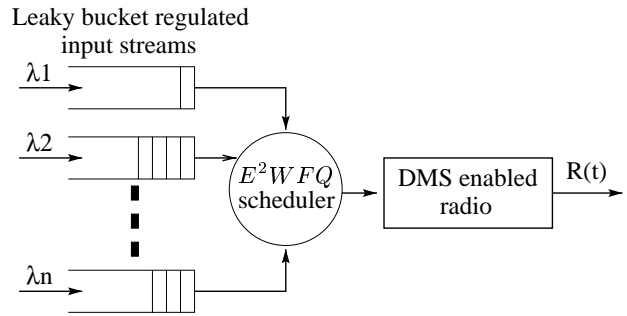 Leaky bucket regulated
input streams
λ1
λ2
λn
E²WFQ
scheduler
DMS enabled
radio
R(t)